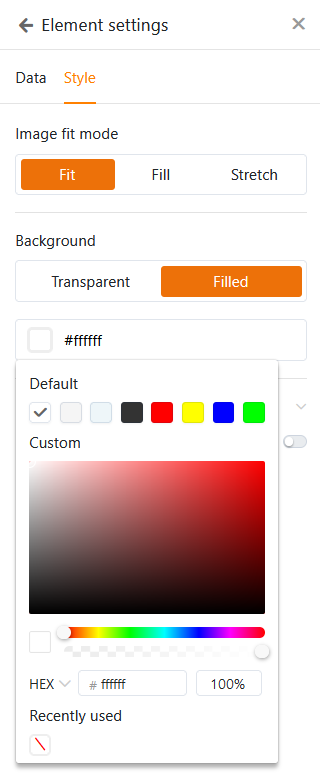 Element settings
Data Style
Image fit mode
Fit Fill Stretch
Background
Transparent Filled
#ffffff
Default
Custom
HEX # ffffff 100%
Recently used